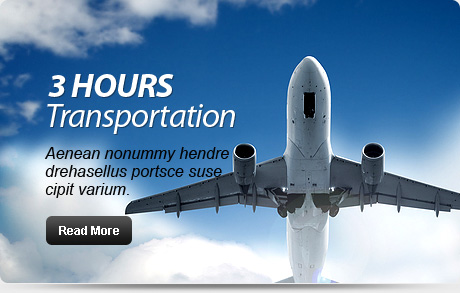 3 HOURS
Transportation
Aenean nonummy hendre
drehasellus portsce suse
cipit varium.
Read More